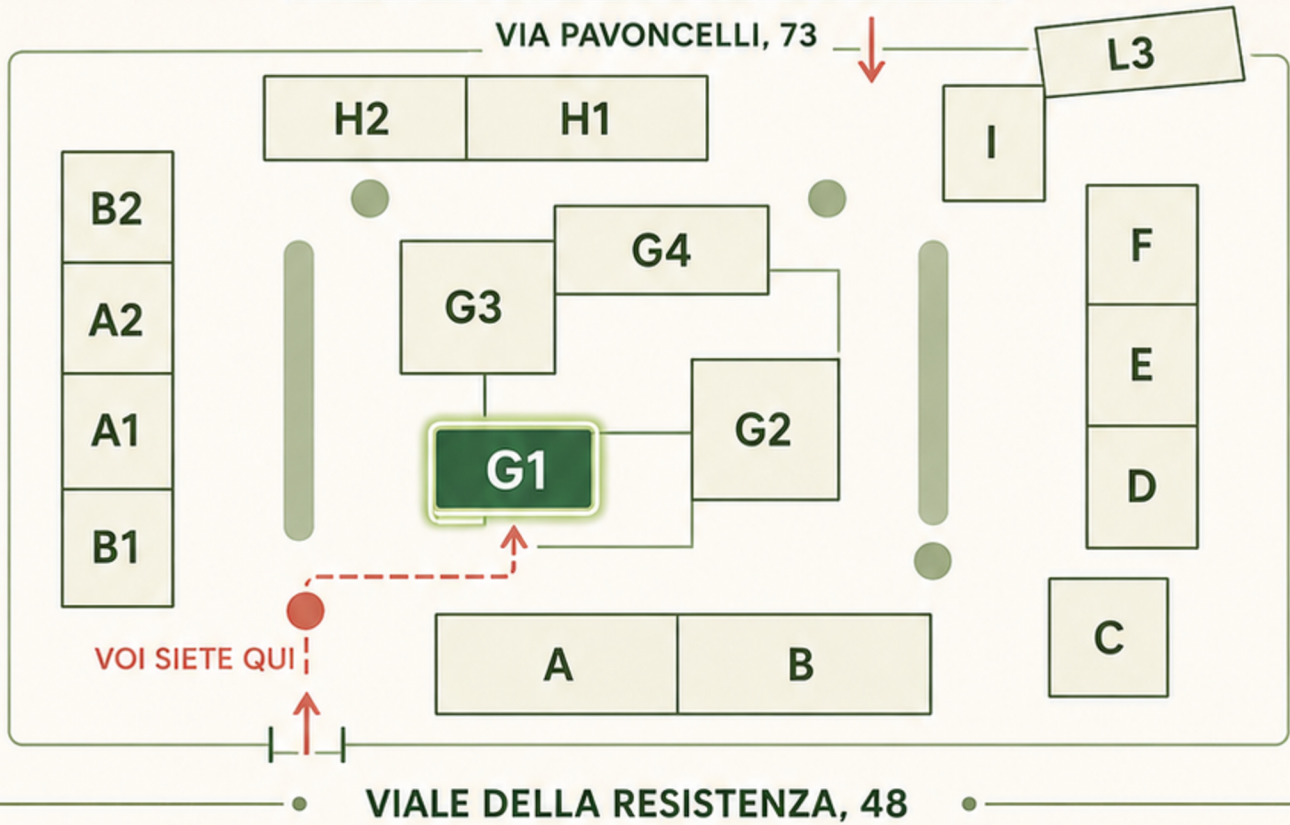 VIA PAVONCELLI, 73
L3
H2
H1
I
B2
F
G4
A2
G3
E
A1
G2
G1
D
B1
C
VOI SIETE QUI
A
B
VIALE DELLA RESISTENZA, 48